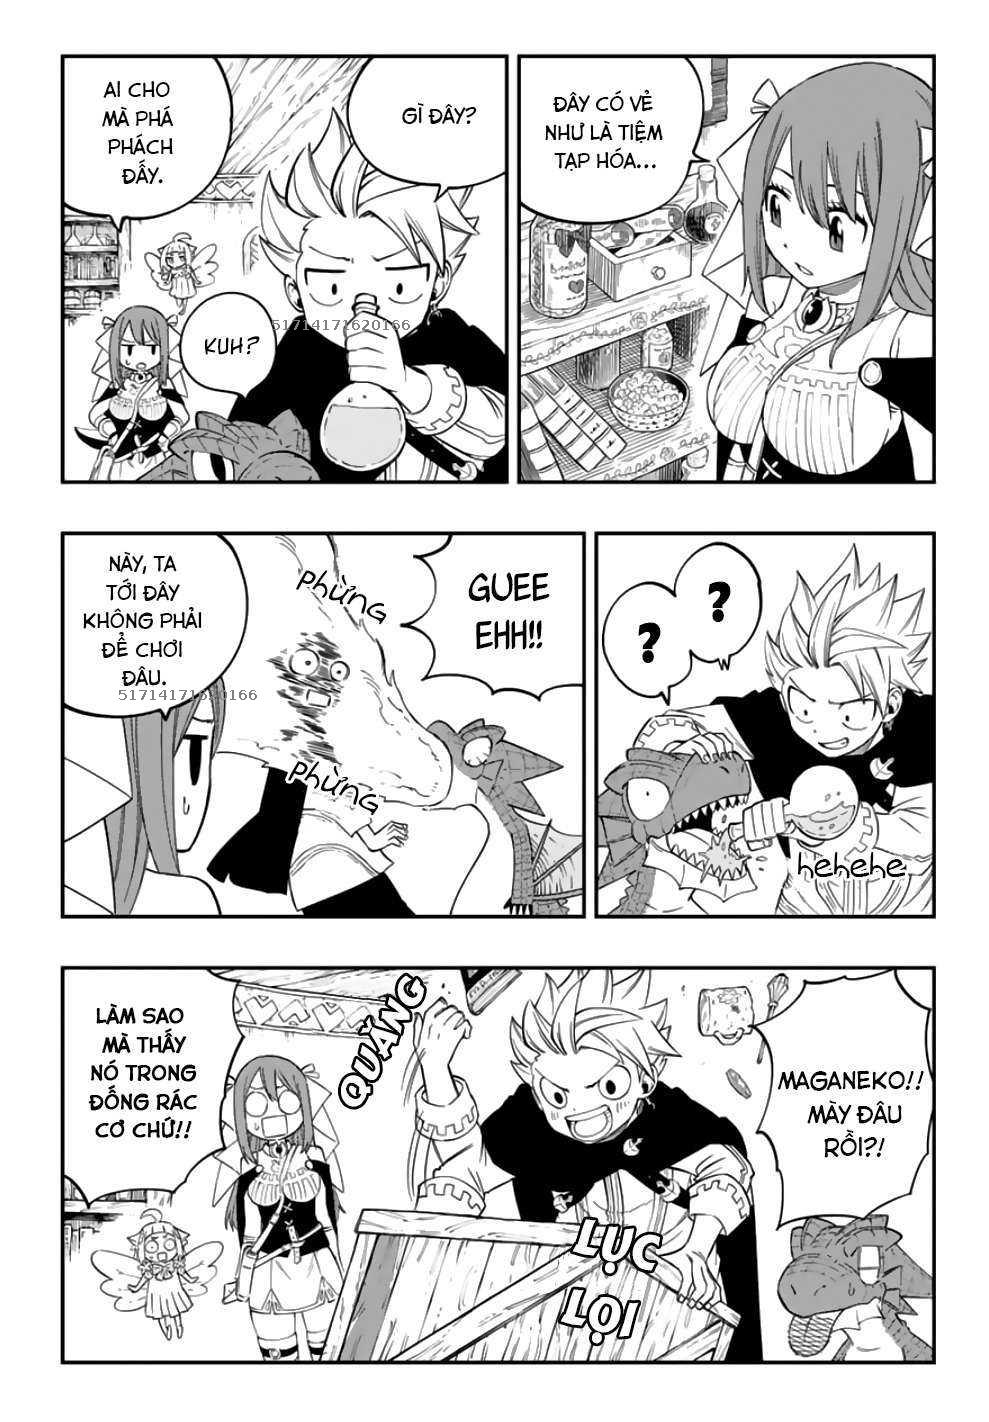 ĐÂY CÓ VẺ
NHƯ LÀ TIỆM
TẠP HÓA...
GÌ ĐÂY?
AI CHO
MÀ PHÁ
PHÁCH
ĐẤY.
51714171620166
KUH?
?
?
hehehe
GUEE
EHH!!
Phừng
Phừng
NÀY, TA
TỚI ĐÂY
KHÔNG PHẢI
ĐỂ CHƠI
ĐÂU.
51714171620166
MAGANEKO!!
MÀY ĐÂU
RỒI?!
QUĂNG
LỤC
LỌI
LÀM SAO
MÀ THẤY
NÓ TRONG
ĐỐNG RÁC
CƠ CHỨ!!